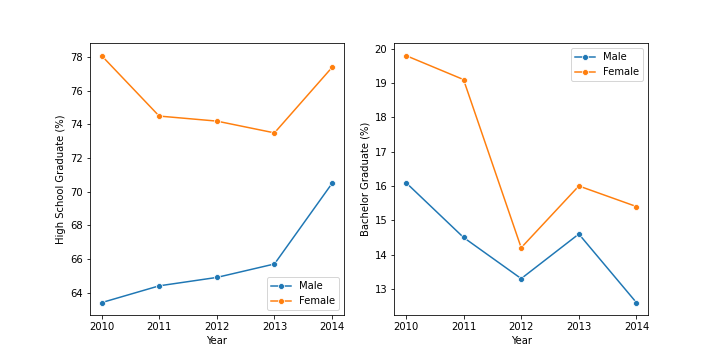 High School Graduate (%)
78
76
74
72
70
68
66
64
2010 2011 2012 2013 2014
Year
Male
Female
Bachelor Graduate (%)
20
19
18
17
16
15
14
13
2010 2011 2012 2013 2014
Year
Male
Female